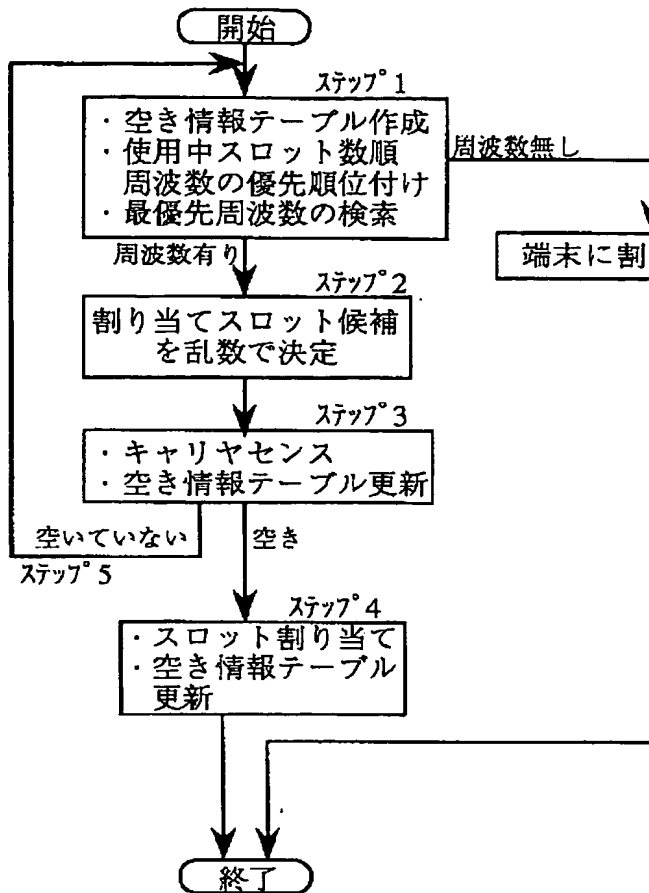 開始
ステップ1
・空き情報テーブル作成
・使用中スロット数順
周波数の優先順位付け
・最優先周波数の検索
周波数無し
周波数有り
端末に割
ステップ2
割り当てスロット候補
を乱数で決定
ステップ3
・キャリヤセンス
・空き情報テーブル更新
空いていない
空き
ステップ5
ステップ4
・スロット割り当て
・空き情報テーブル
更新
終了